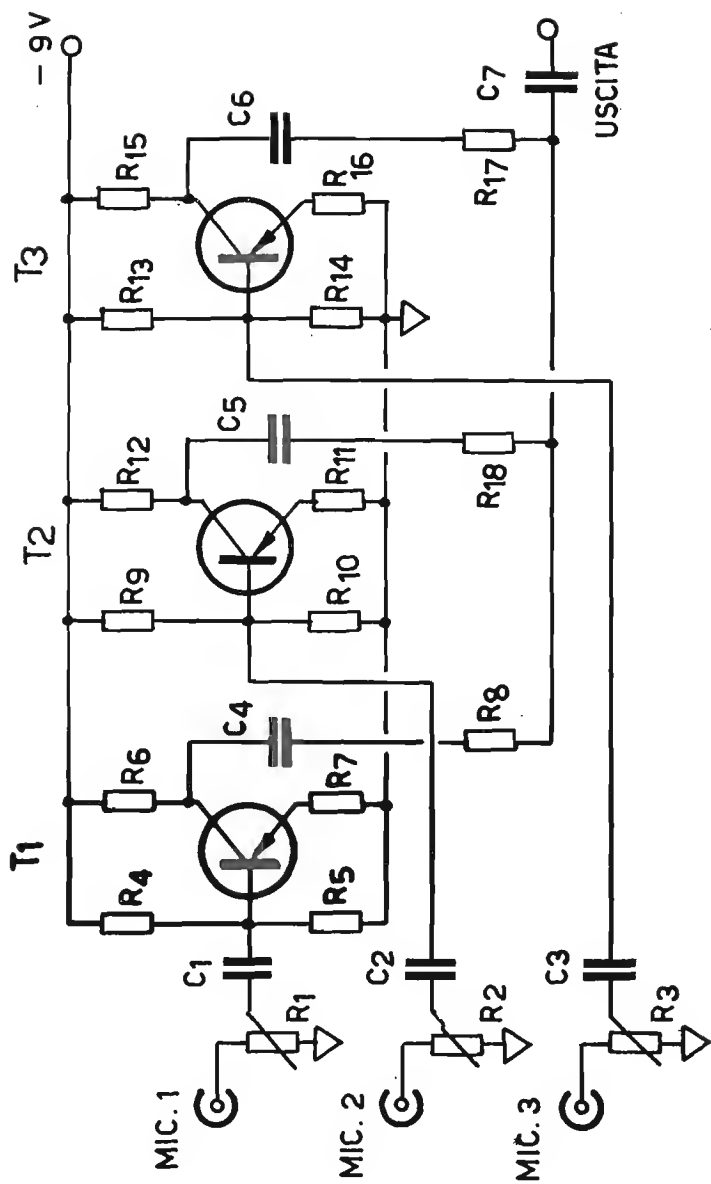 T1
T2
T3
– 9 V
R4
R6
R9
R12
R13
R15
C1
C4
C5
C6
MIC. 1
R1
R5
R7
R10
R11
R14
R16
MIC. 2
R2
C2
R8
R18
R17
C7
USCITA
MIC. 3
R3
C3